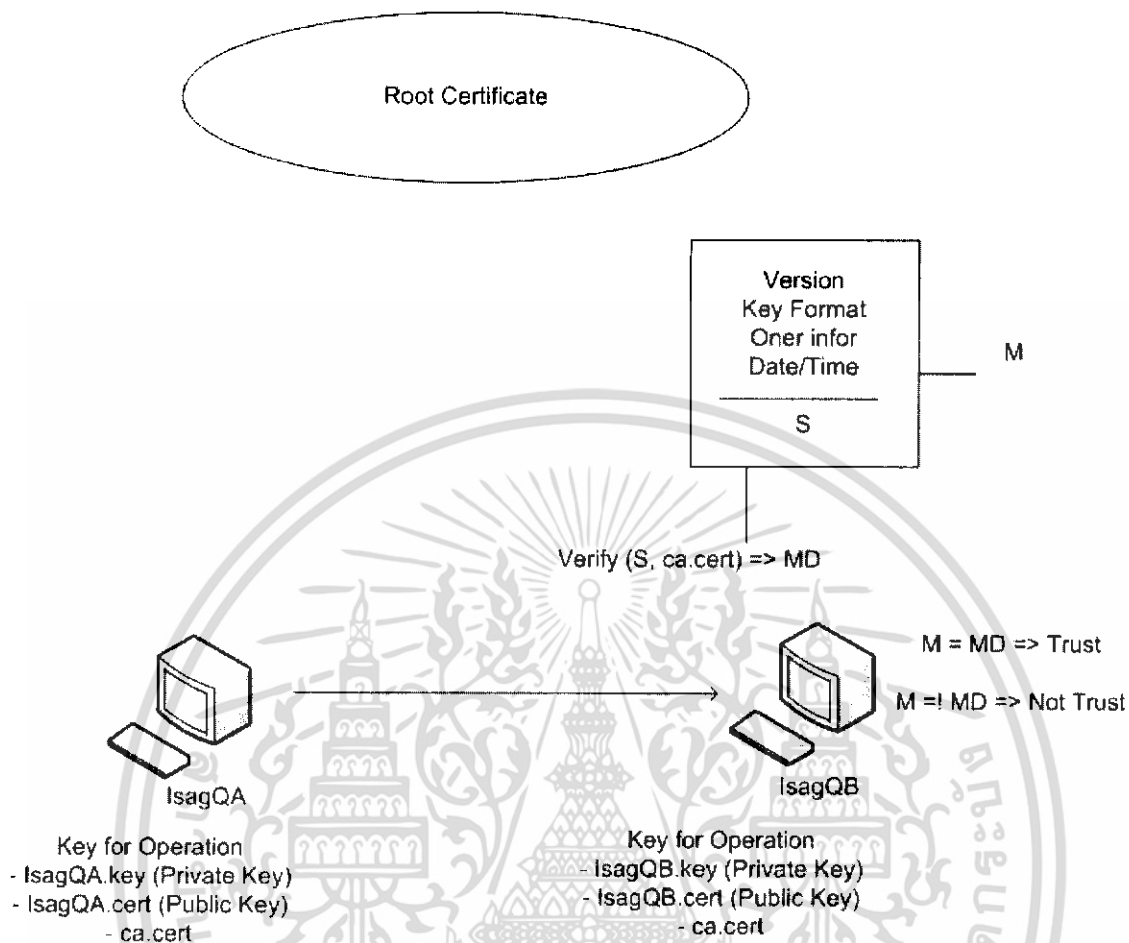 Root Certificate
Version
Key Format
Oner infor
Date/Time
S
M
Verify (S, ca.cert) => MD
M = MD => Trust
M =! MD => Not Trust
IsagQA
Key for Operation
- IsagQA.key (Private Key)
- IsagQA.cert (Public Key)
- ca.cert
IsagQB
Key for Operation
- IsagQB.key (Private Key)
- IsagQB.cert (Public Key)
- ca.cert